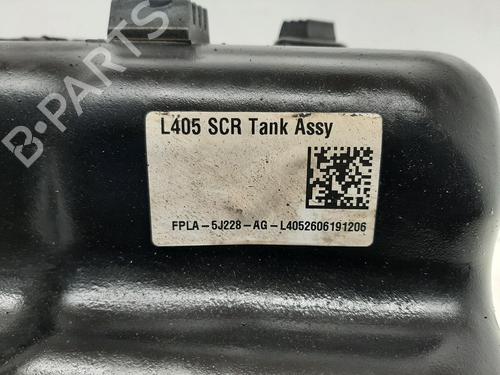 B-PARTS
L405 SCR Tank Assy
FPLA-5J228-AG-L4052606191206